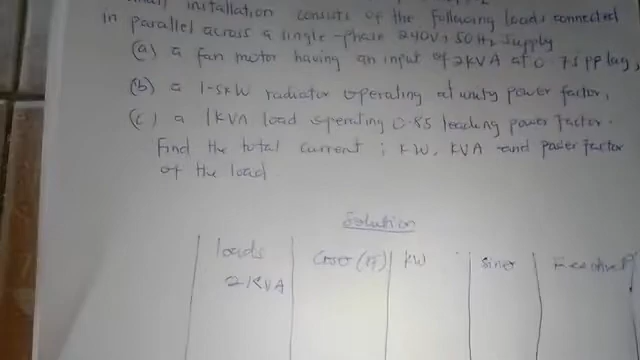 installation consists of the following loads connected
in parallel across a single-phase 240V, 50Hz supply
(a) a fan motor having an input of 2kVA at 0.75 pp lag,
(b) a 1.5kW radiator operating at unity power factor,
(c) a 1KVA load operating 0.85 leading power factor.
Find the total current; KW, KVA and power factor
of the load
Solution
loads
(Pf)
KW
2KVA